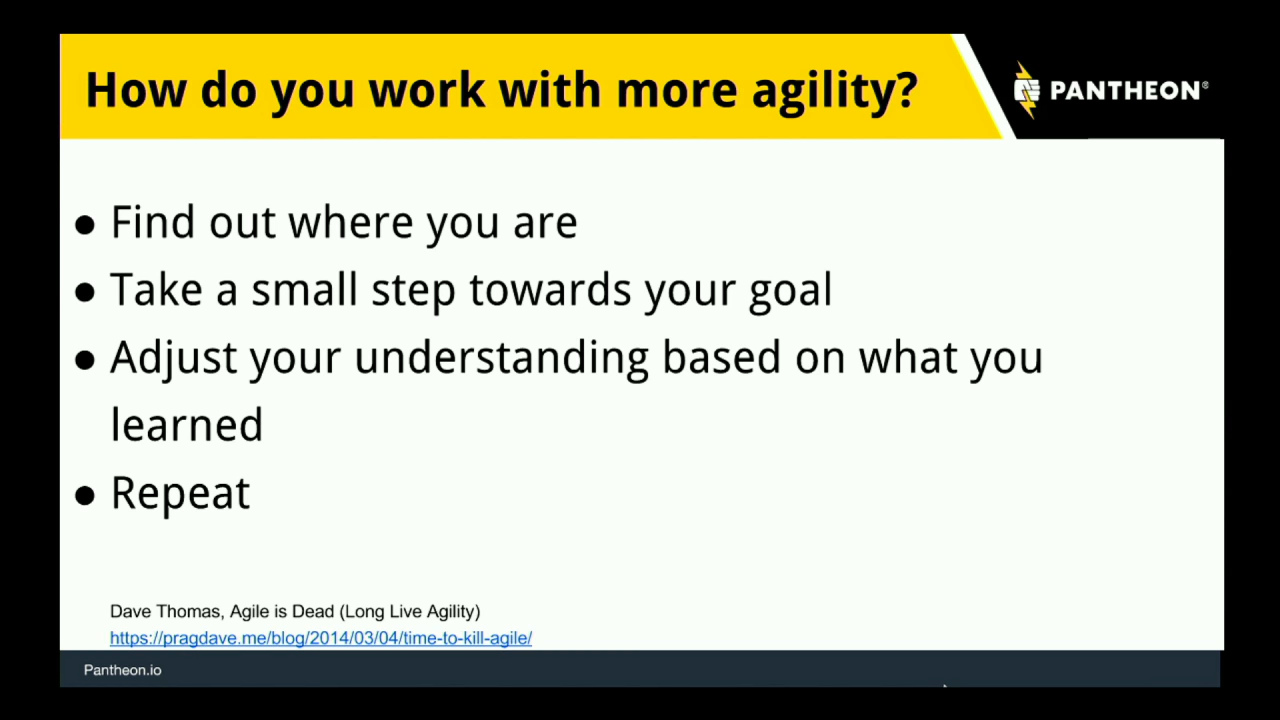 How do you work with more agility?
PANTHEON®
● Find out where you are
● Take a small step towards your goal
● Adjust your understanding based on what you
learned
● Repeat
Dave Thomas, Agile is Dead (Long Live Agility)
https://pragdave.me/blog/2014/03/04/time-to-kill-agile/
Pantheon.io